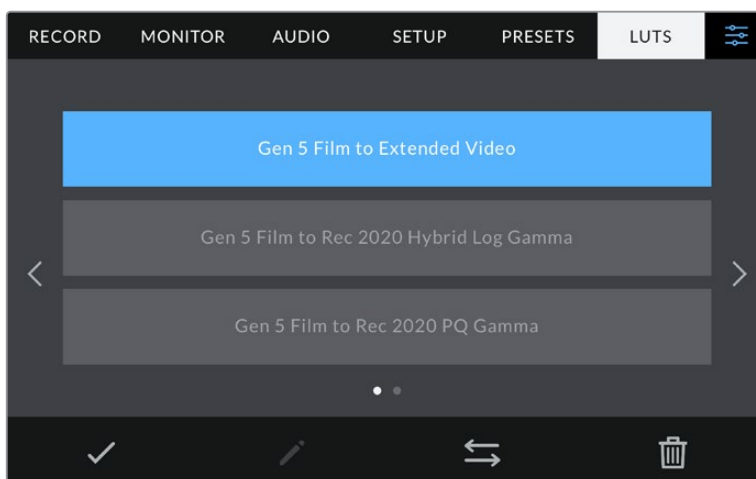 RECORD MONITOR AUDIO SETUP PRESETS LUTS
Gen 5 Film to Extended Video
Gen 5 Film to Rec 2020 Hybrid Log Gamma
Gen 5 Film to Rec 2020 PQ Gamma